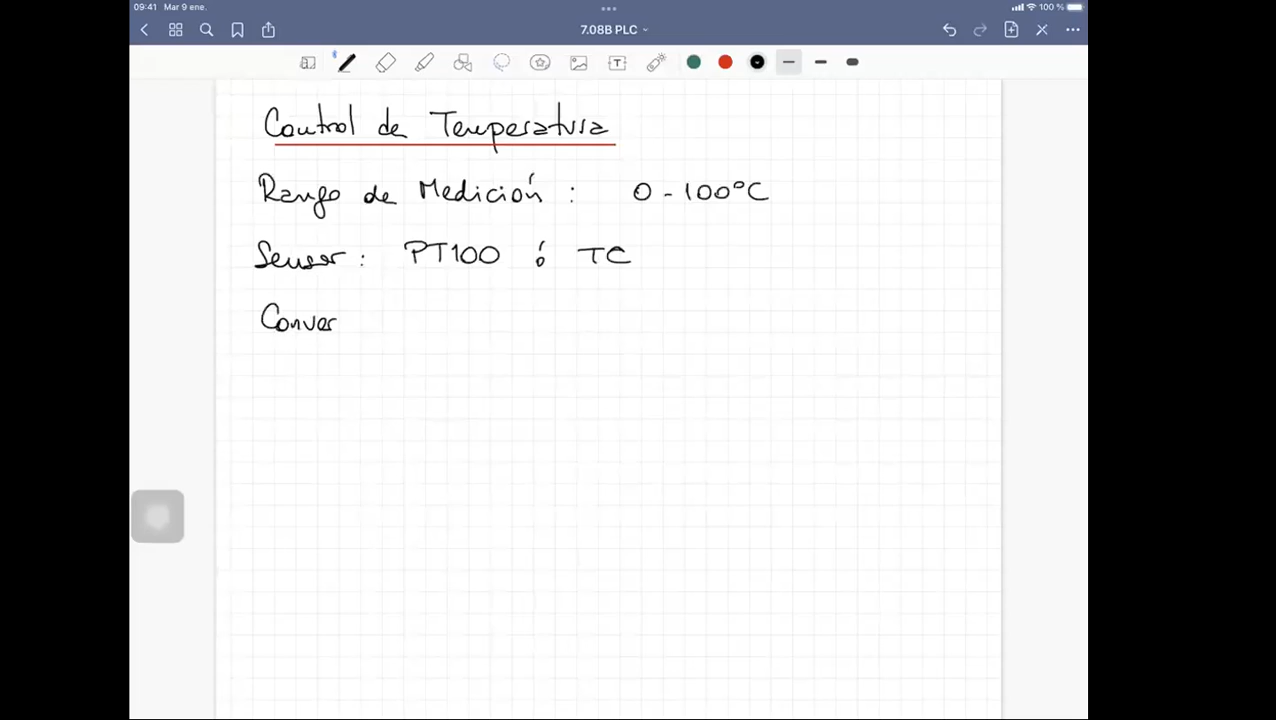 09:41 Mar 9 ene.
100 %
7.08B PLC
Control de Temperatura
Rango de Medición : 0 - 100°C
Sensor : PT100 ó TC
Conver